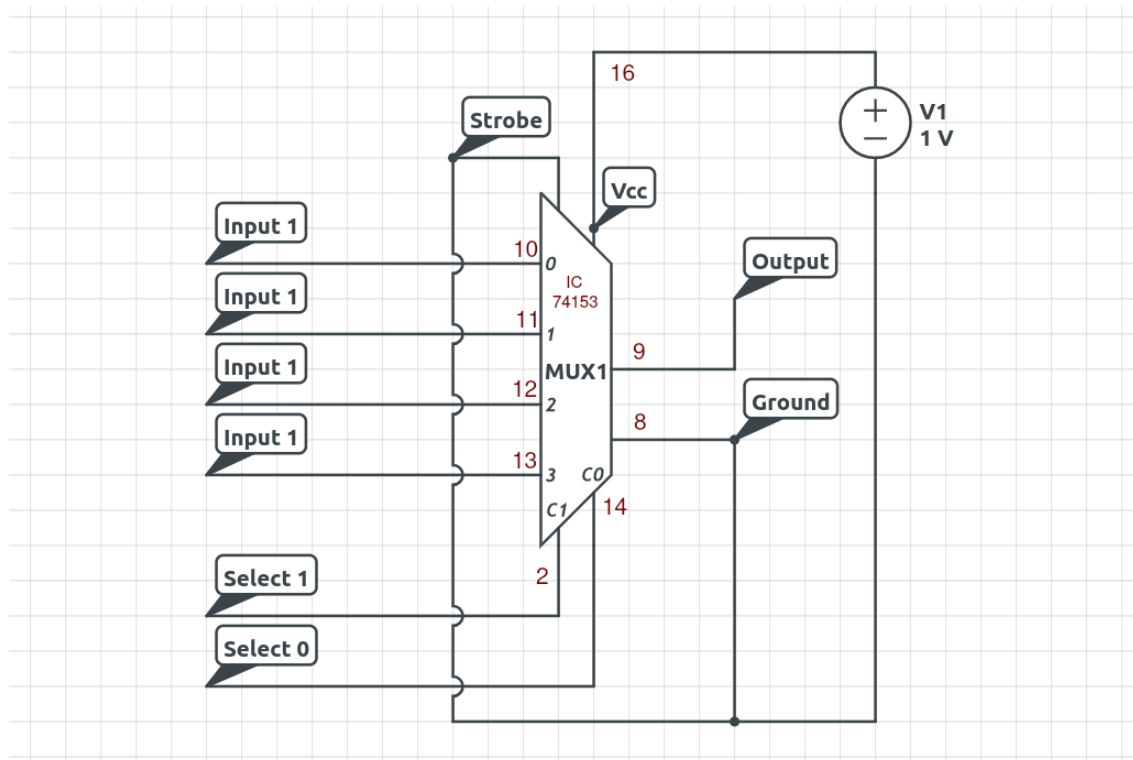 16
V1
1 V
Strobe
Vcc
Input 1
10
0
IC
74153
Output
Input 1
11
1
9
MUX1
Input 1
12
2
Ground
8
Input 1
13
3
C0
14
C1
Select 1
2
Select 0